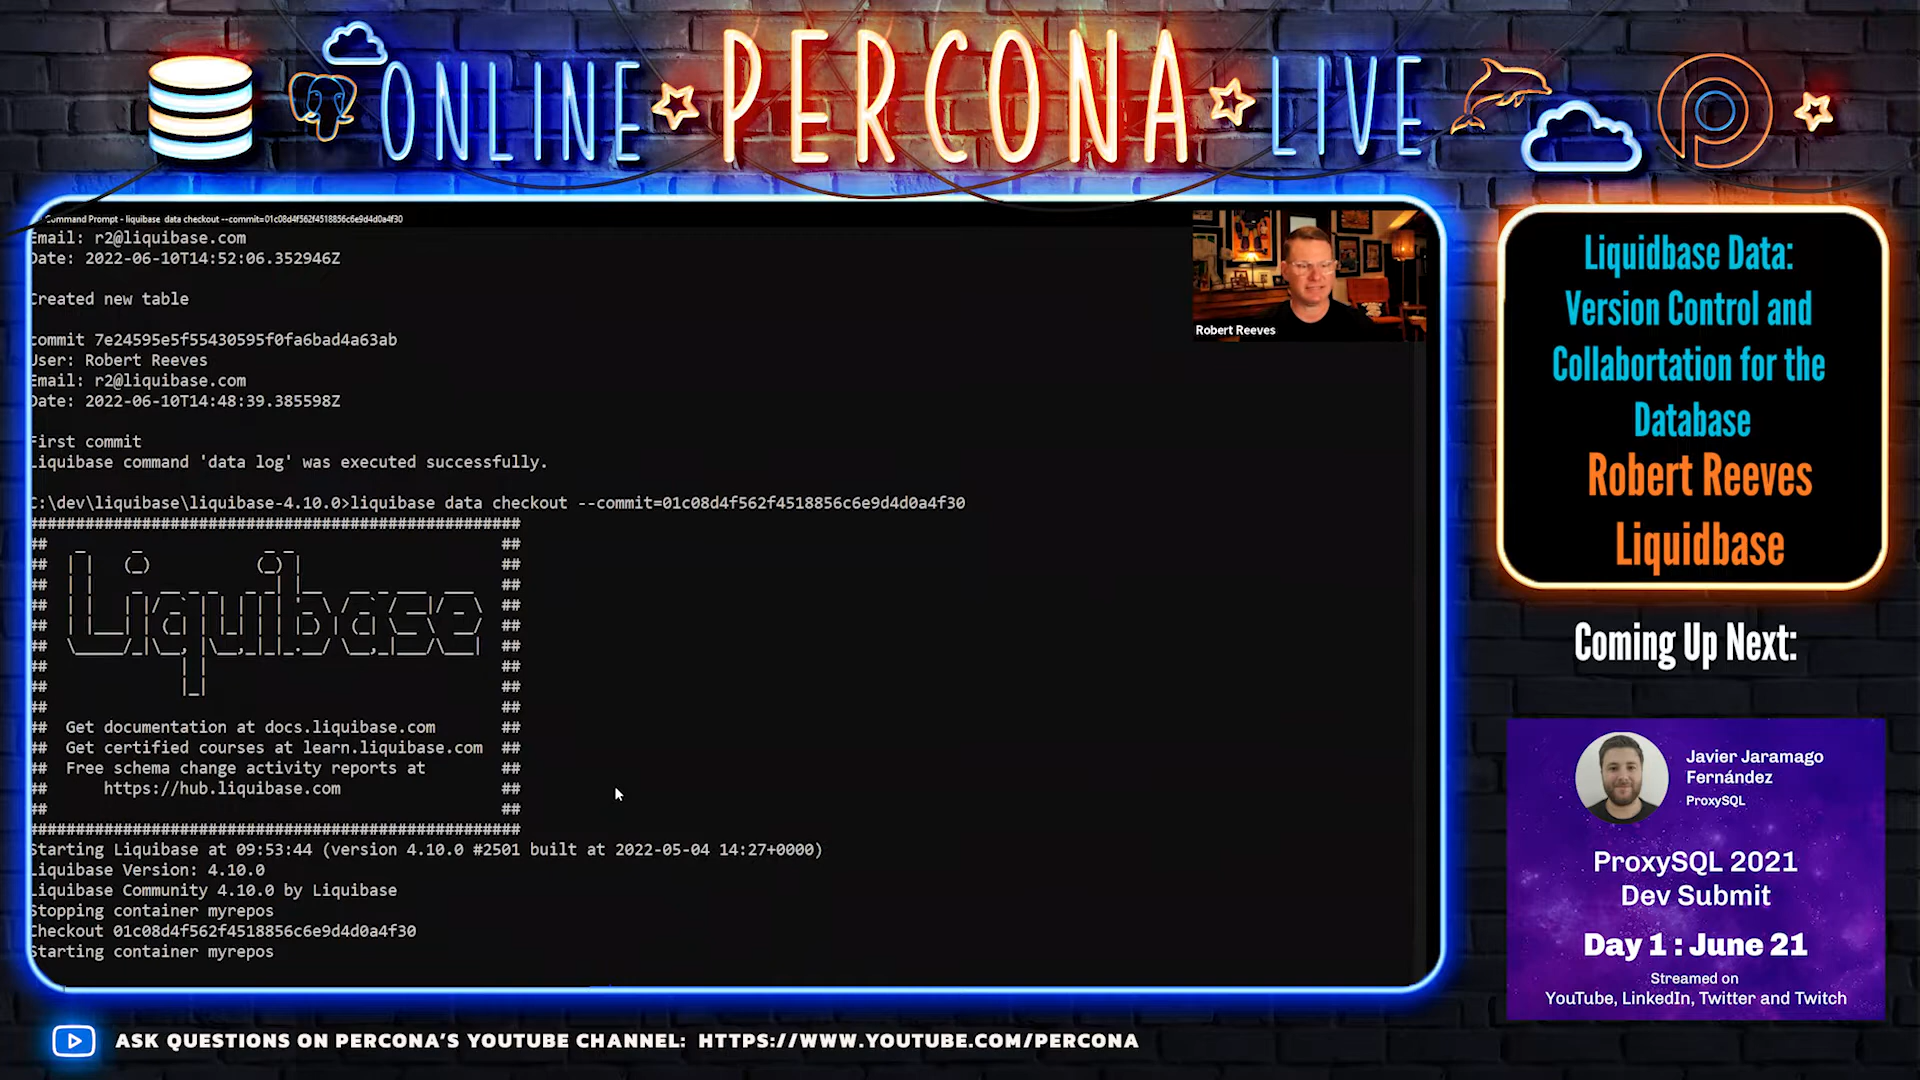 ONLINE PERCONA LIVE
Command Prompt - liquibase data checkout --commit=01c08d4f562f4518856c6e9d4d0a4f30
Email: r2@liquibase.com
Date: 2022-06-10T14:52:06.352946Z
Created new table
commit 7e24595e5f55430595f0fa6bad4a63ab
User: Robert Reeves
Email: r2@liquibase.com
Date: 2022-06-10T14:48:39.385598Z
First commit
Liquibase command 'data log' was executed successfully.
C:\dev\liquibase\liquibase-4.10.0>liquibase data checkout --commit=01c08d4f562f4518856c6e9d4d0a4f30
Liquibase
## Get documentation at docs.liquibase.com ##
## Get certified courses at learn.liquibase.com ##
## Free schema change activity reports at ##
## https://hub.liquibase.com ##
Starting Liquibase at 09:53:44 (version 4.10.0 #2501 built at 2022-05-04 14:27+0000)
Liquibase Version: 4.10.0
Liquibase Community 4.10.0 by Liquibase
Stopping container myrepos
Checkout 01c08d4f562f4518856c6e9d4d0a4f30
Starting container myrepos
Robert Reeves
Liquidbase Data:
Version Control and
Collabortation for the
Database
Robert Reeves
Liquidbase
Coming Up Next:
Javier Jaramago
Fernández
ProxySQL
ProxySQL 2021
Dev Submit
Day 1 : June 21
Streamed on
YouTube, LinkedIn, Twitter and Twitch
ASK QUESTIONS ON PERCONA'S YOUTUBE CHANNEL: HTTPS://WWW.YOUTUBE.COM/PERCONA